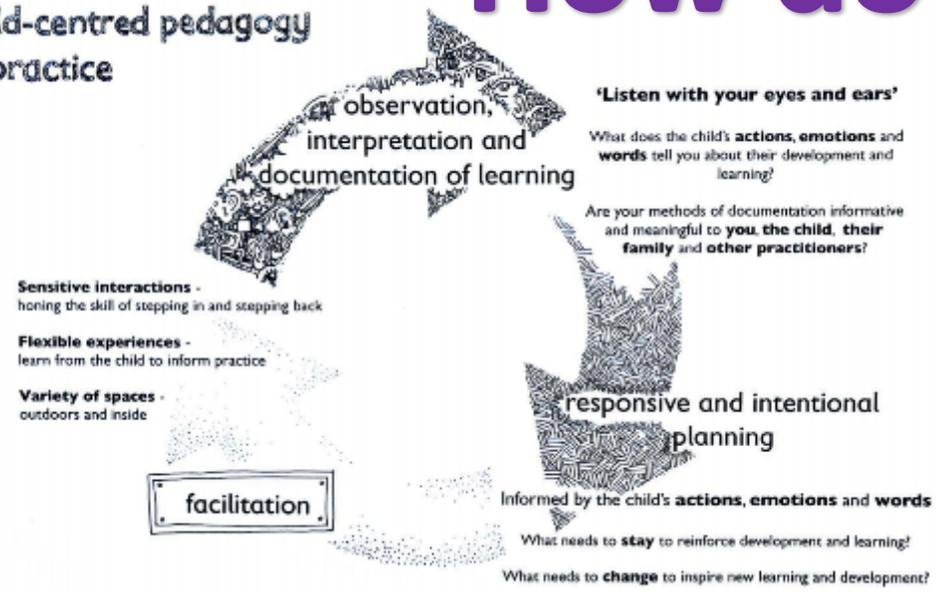 d-centred pedagogy
practice
how do
observation,
interpretation and
documentation of learning
'Listen with your eyes and ears'
What does the child's actions, emotions and
words tell you about their development and
learning?
Are your methods of documentation informative
and meaningful to you, the child, their
family and other practitioners?
Sensitive interactions -
honing the skill of stepping in and stepping back
Flexible experiences -
learn from the child to inform practice
Variety of spaces -
outdoors and inside
responsive and intentional
planning
facilitation
Informed by the child's actions, emotions and words
What needs to stay to reinforce development and learning?
What needs to change to inspire new learning and development?